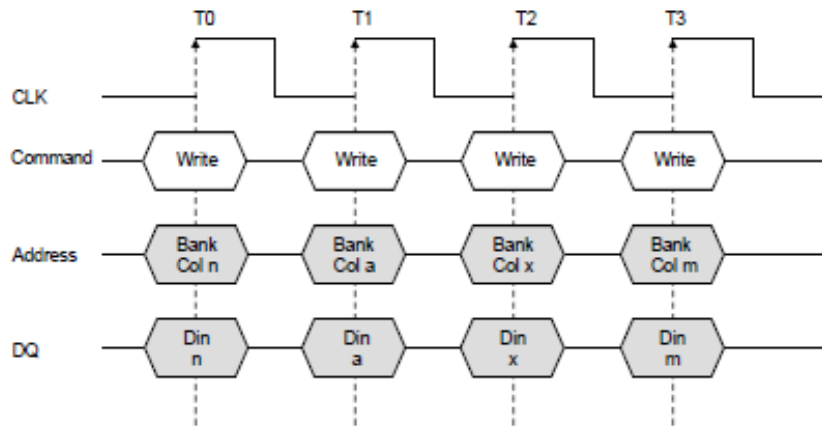 T0 T1 T2 T3
CLK
Command Write Write Write Write
Address Bank Col n Bank Col a Bank Col x Bank Col m
DQ Din n Din a Din x Din m